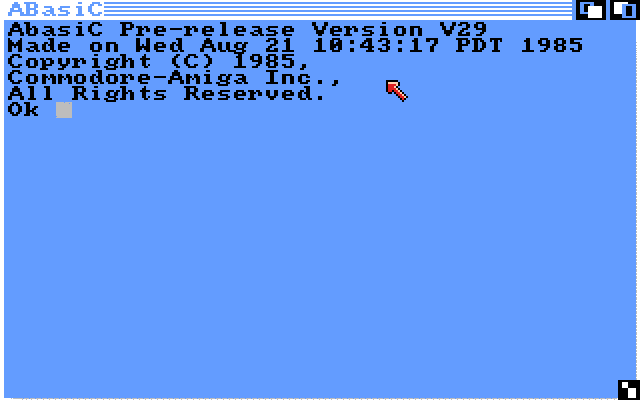 ABasiC
AbasiC Pre-release Version V29
Made on Wed Aug 21 10:43:17 PDT 1985
Copyright (C) 1985,
Commodore-Amiga Inc.,
All Rights Reserved.
Ok